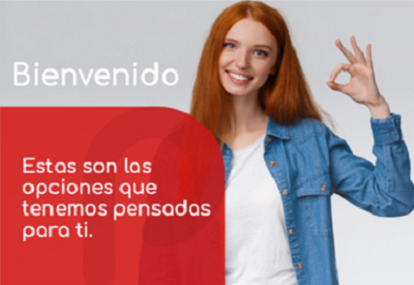 Bienvenido
Estas son las
opciones que
tenemos pensadas
para ti.